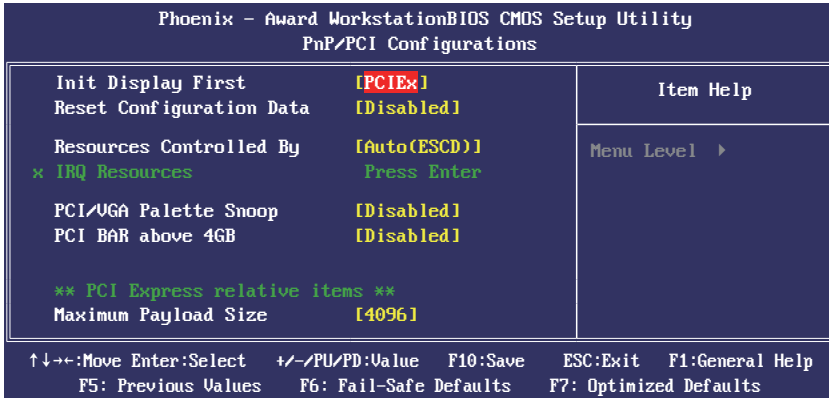 Phoenix - Award WorkstationBIOS CMOS Setup Utility
PnP/PCI Configurations
Init Display First [PCIEx]
Reset Configuration Data [Disabled]
Resources Controlled By [Auto(ESCD)]
x IRQ Resources Press Enter
PCI/VGA Palette Snoop [Disabled]
PCI BAR above 4GB [Disabled]
** PCI Express relative items **
Maximum Payload Size [4096]
Item Help
Menu Level ▸
↑↓→←:Move Enter:Select +/-/PU/PD:Value F10:Save ESC:Exit F1:General Help
F5: Previous Values F6: Fail-Safe Defaults F7: Optimized Defaults